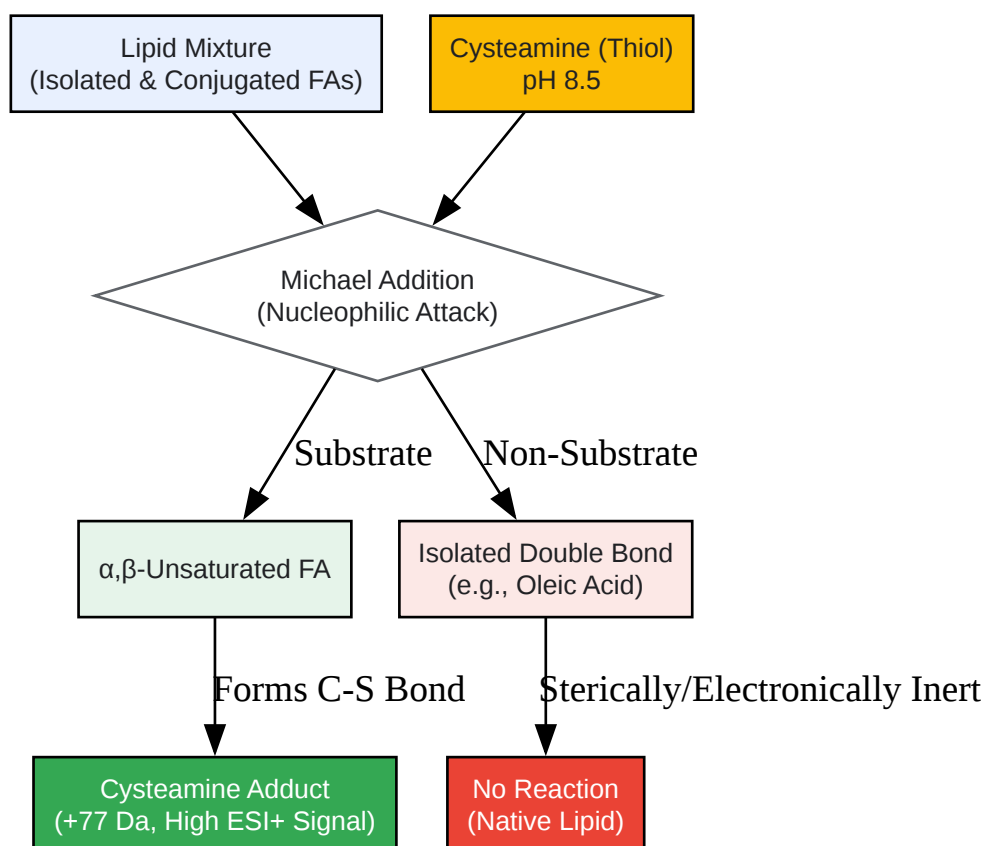 Lipid Mixture
(Isolated & Conjugated FAs)
Cysteamine (Thiol)
pH 8.5
Michael Addition
(Nucleophilic Attack)
Substrate
Non-Substrate
α,β-Unsaturated FA
Isolated Double Bond
(e.g., Oleic Acid)
Forms C-S Bond
Sterically/Electronically Inert
Cysteamine Adduct
(+77 Da, High ESI+ Signal)
No Reaction
(Native Lipid)